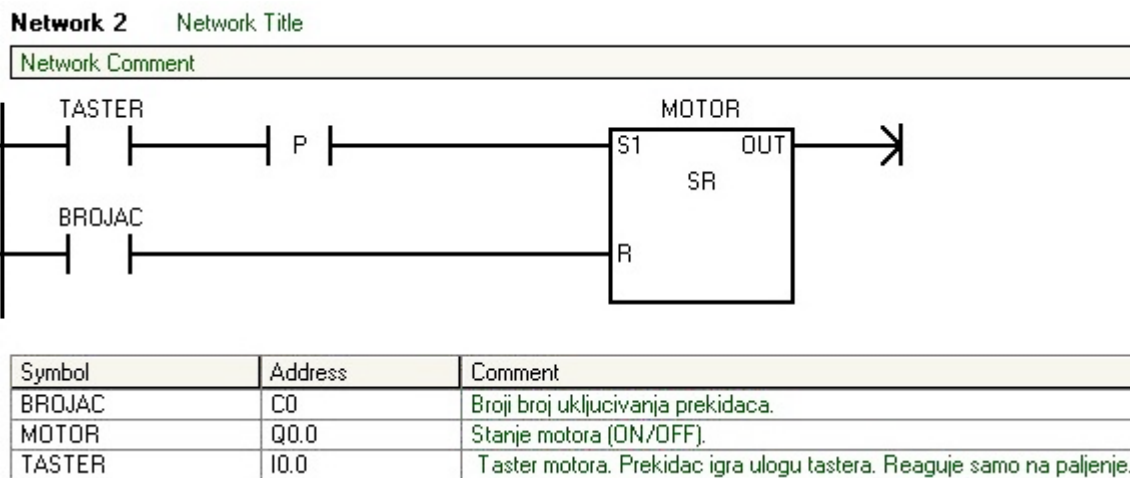 Network 2 Network Title
Network Comment
TASTER MOTOR
P S1 OUT
SR
BROJAC
R
Symbol Address Comment
BROJAC C0 Broji broj ukljucivanja prekidaca.
MOTOR Q0.0 Stanje motora (ON/OFF).
TASTER I0.0 Taster motora. Prekidac igra ulogu tastera. Reaguje samo na paljenje.